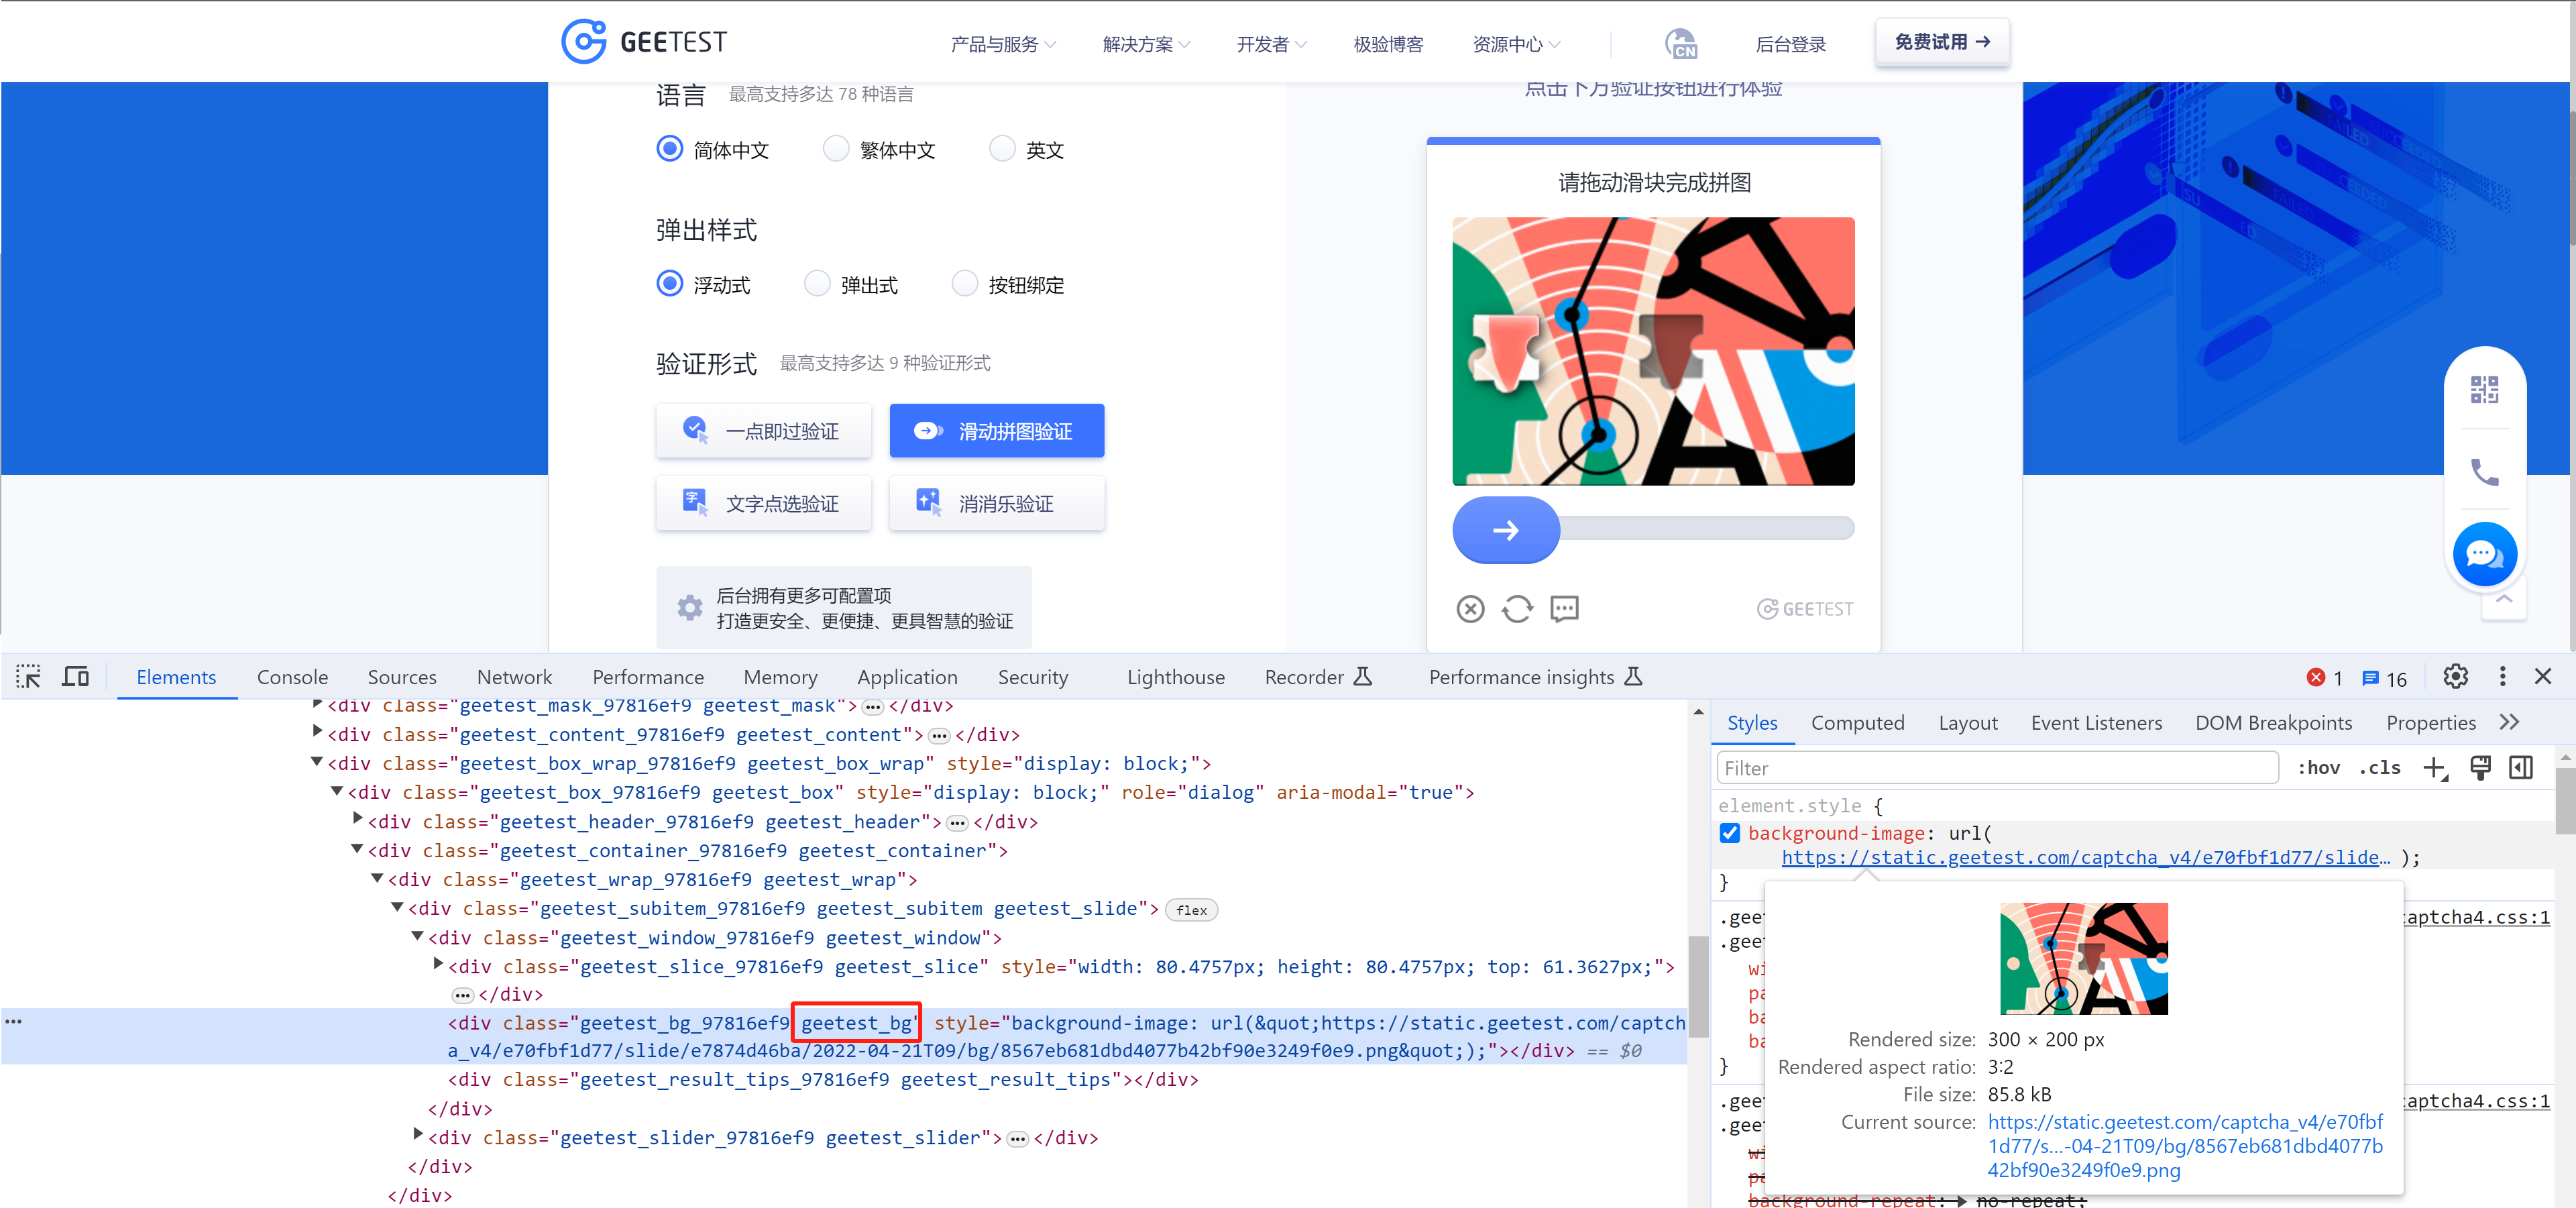 GEETEST
产品与服务
解决方案
开发者
极验博客
资源中心
CN
后台登录
免费试用 →
语言 最高支持多达 78 种语言
点击下方验证按钮进行体验
简体中文
繁体中文
英文
请拖动滑块完成拼图
弹出样式
浮动式
弹出式
按钮绑定
验证形式 最高支持多达 9 种验证形式
一点即过验证
滑动拼图验证
字 文字点选验证
消消乐验证
后台拥有更多可配置项
打造更安全、更便捷、更具智慧的验证
GEETEST
Elements Console Sources Network Performance Memory Application Security Lighthouse Recorder Performance insights 1 16
▶<div class="geetest_mask_97816ef9 geetest_mask">…</div>
▶<div class="geetest_content_97816ef9 geetest_content">…</div>
▼<div class="geetest_box_wrap_97816ef9 geetest_box_wrap" style="display: block;">
▼<div class="geetest_box_97816ef9 geetest_box" style="display: block;" role="dialog" aria-modal="true">
▶<div class="geetest_header_97816ef9 geetest_header">…</div>
▼<div class="geetest_container_97816ef9 geetest_container">
▼<div class="geetest_wrap_97816ef9 geetest_wrap">
▼<div class="geetest_subitem_97816ef9 geetest_subitem geetest_slide"> flex
▼<div class="geetest_window_97816ef9 geetest_window">
▶<div class="geetest_slice_97816ef9 geetest_slice" style="width: 80.4757px; height: 80.4757px; top: 61.3627px;">
…</div>
<div class="geetest_bg_97816ef9 geetest_bg" style="background-image: url(&quot;https://static.geetest.com/captch
a_v4/e70fbf1d77/slide/e7874d46ba/2022-04-21T09/bg/8567eb681dbd4077b42bf90e3249f0e9.png&quot;);"></div> == $0
<div class="geetest_result_tips_97816ef9 geetest_result_tips"></div>
</div>
▶<div class="geetest_slider_97816ef9 geetest_slider">…</div>
</div>
</div>
Styles Computed Layout Event Listeners DOM Breakpoints Properties
Filter :hov .cls
element.style {
background-image: url(
https://static.geetest.com/captcha_v4/e70fbf1d77/slide… );
}
.gee
captcha4.css:1
.gee
wi
pa
ba
ba
}
Rendered size: 300 × 200 px
Rendered aspect ratio: 3:2
File size: 85.8 kB
Current source: https://static.geetest.com/captcha_v4/e70fbf
1d77/s…-04-21T09/bg/8567eb681dbd4077b
42bf90e3249f0e9.png
.gee
captcha4.css:1
.gee
wi
pa
background-repeat: ▶ no-repeat;